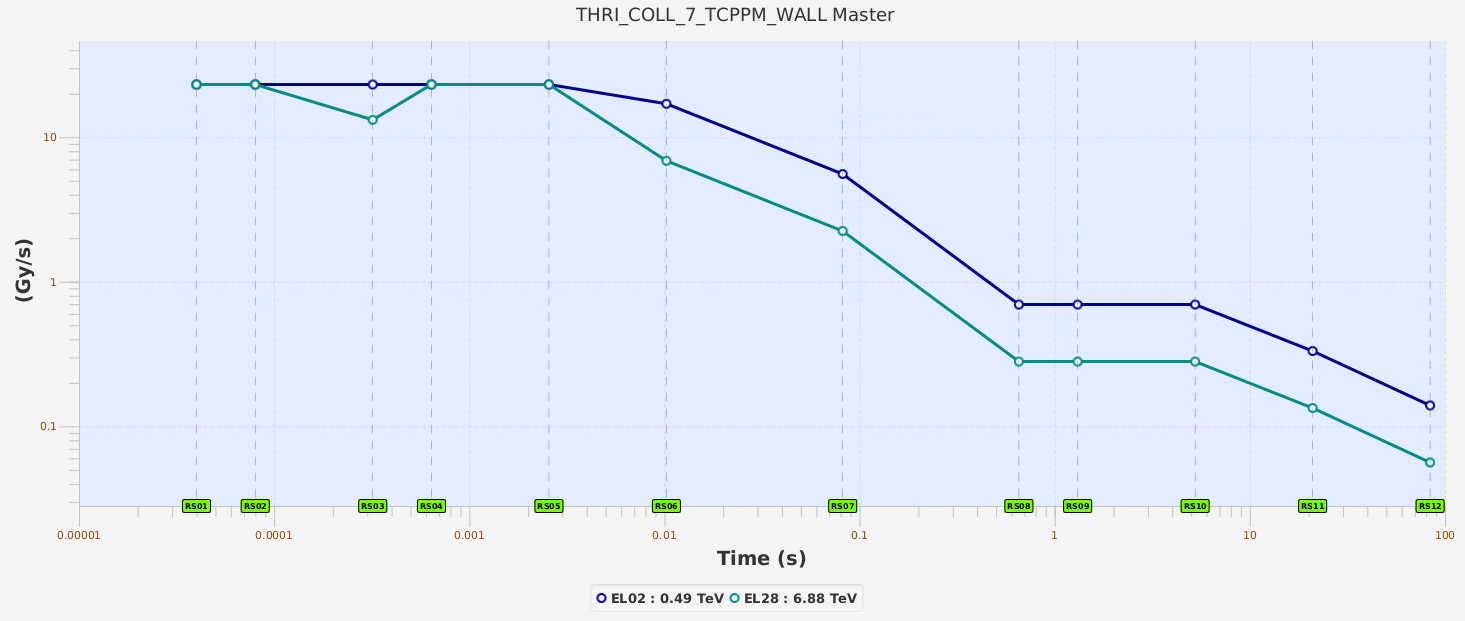 THRI_COLL_7_TCPPM_WALL Master
(Gy/s)
10
1
0.1
RS01 RS02 RS03 RS04 RS05 RS06 RS07 RS08 RS09 RS10 RS11 RS12
0.00001 0.0001 0.001 0.01 0.1 1 10 100
Time (s)
EL02 : 0.49 TeV EL28 : 6.88 TeV